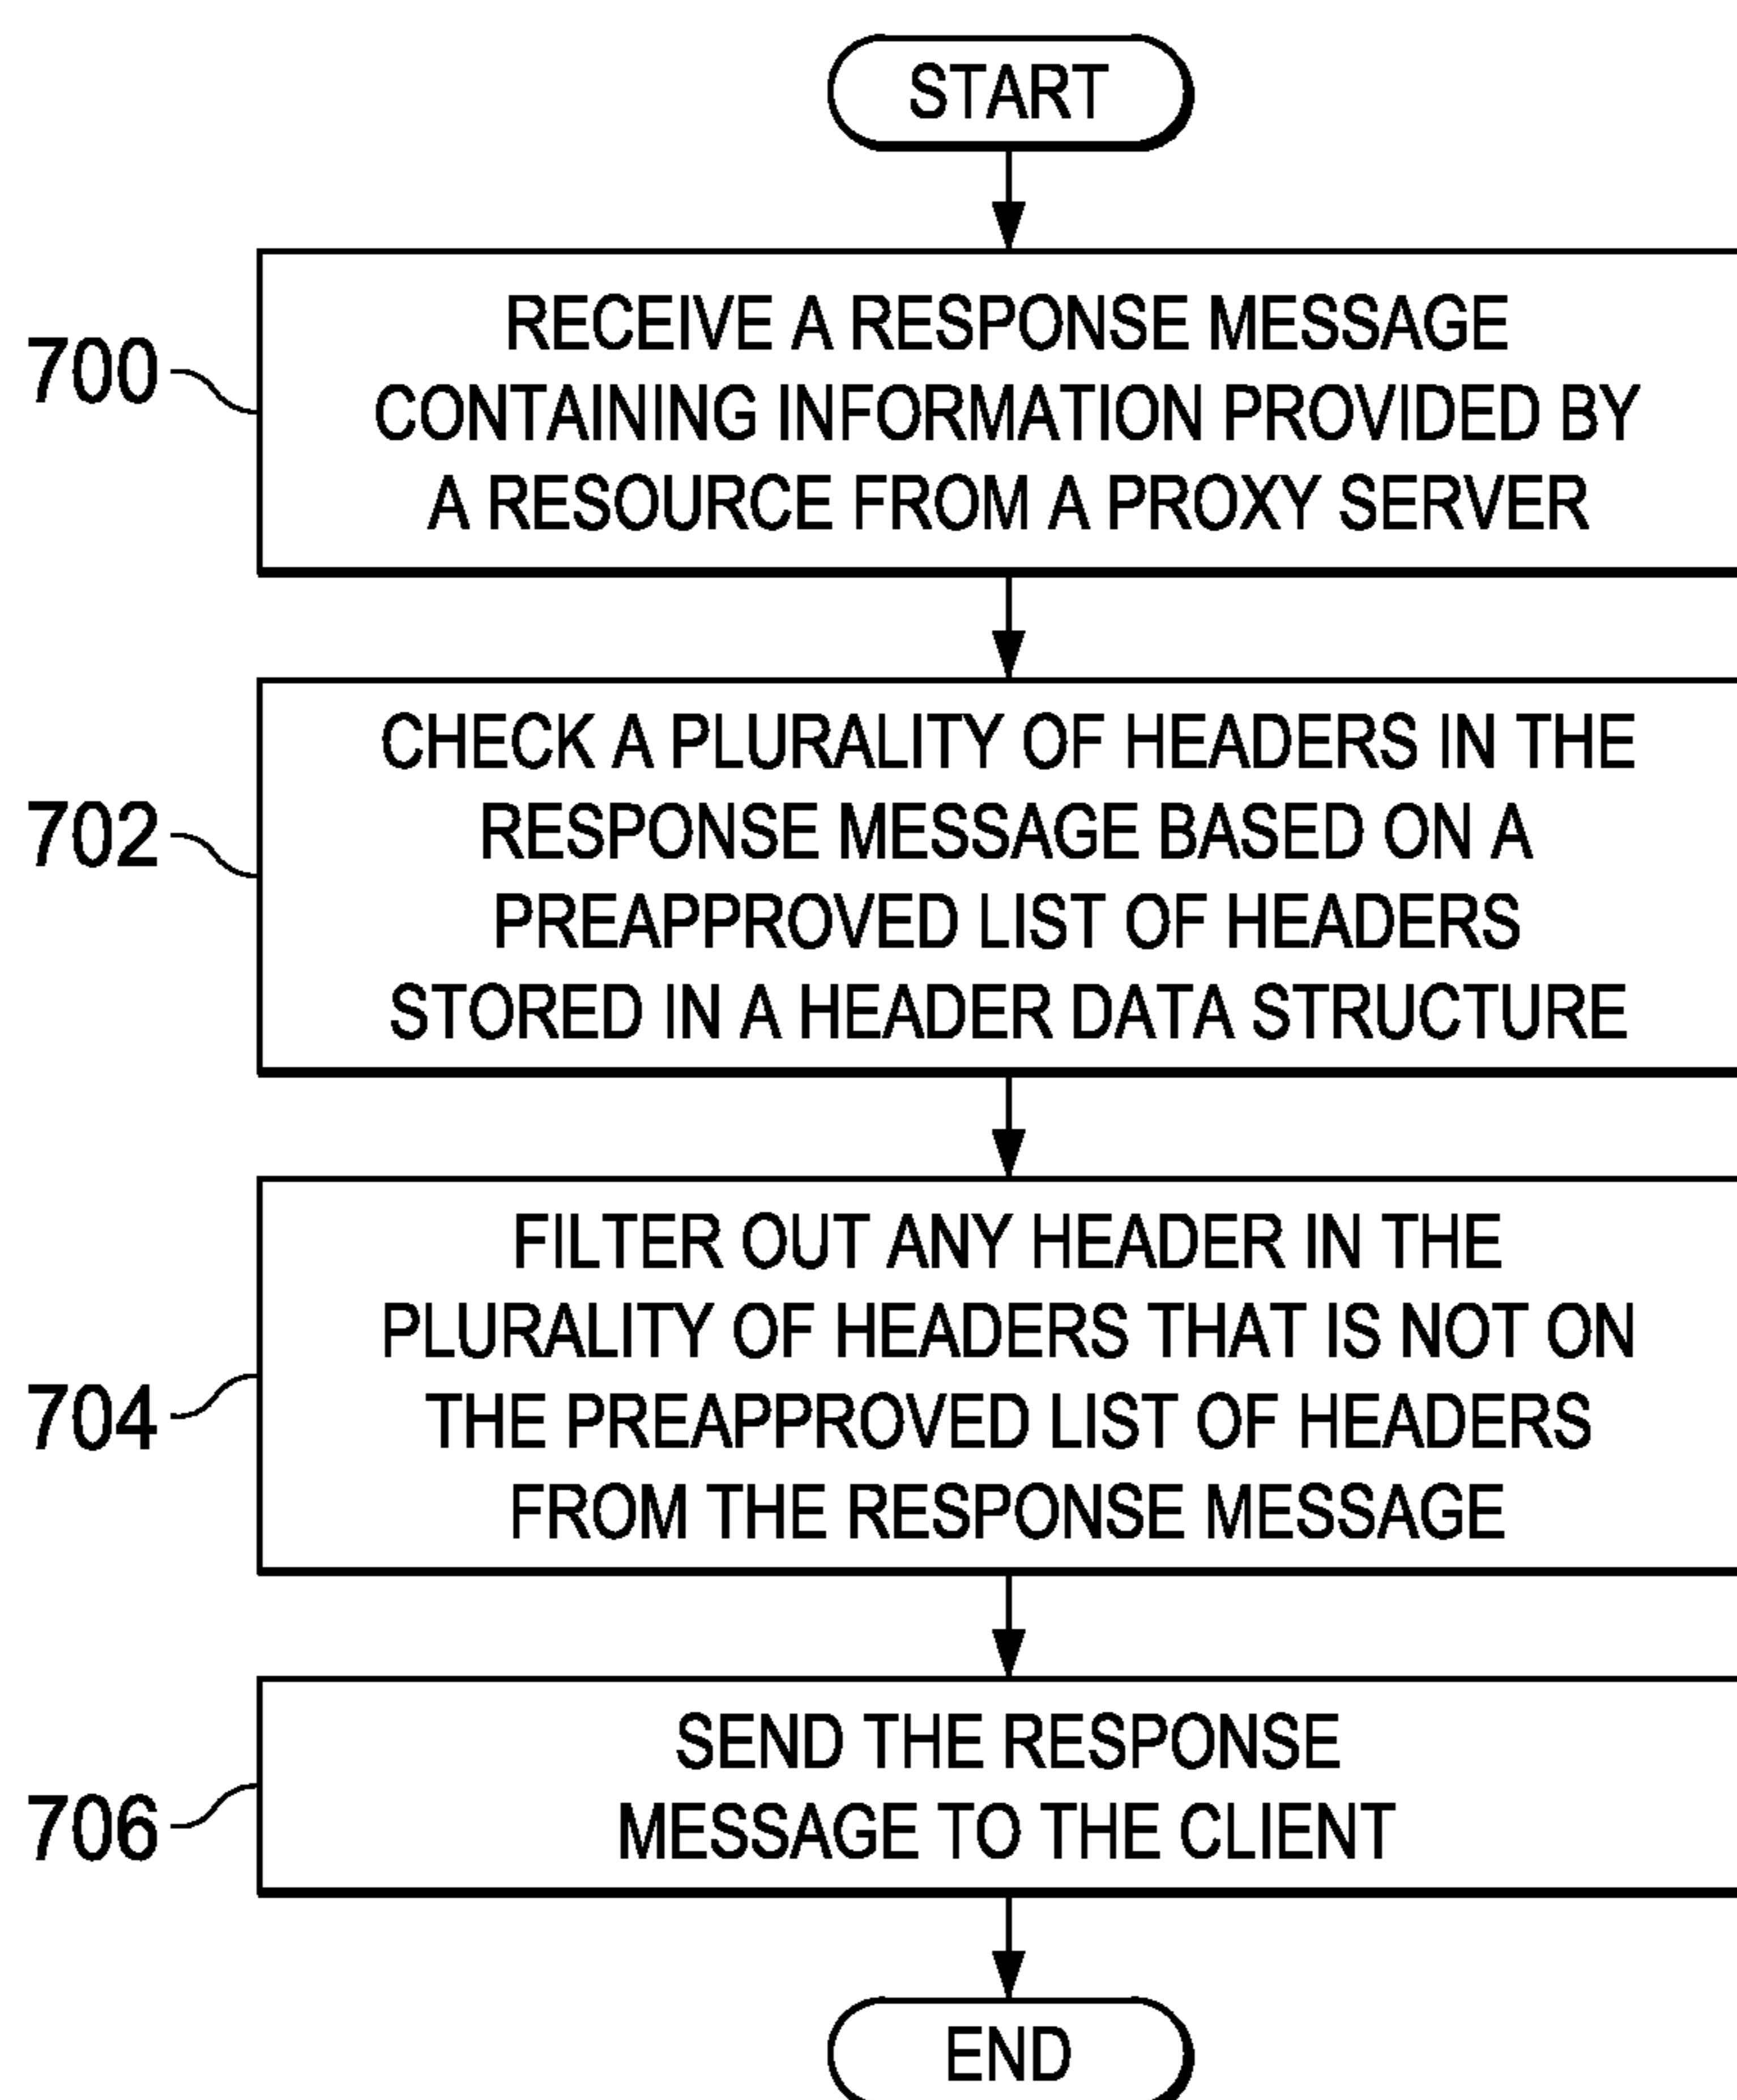 START
700
RECEIVE A RESPONSE MESSAGE
CONTAINING INFORMATION PROVIDED BY
A RESOURCE FROM A PROXY SERVER
702
CHECK A PLURALITY OF HEADERS IN THE
RESPONSE MESSAGE BASED ON A
PREAPPROVED LIST OF HEADERS
STORED IN A HEADER DATA STRUCTURE
704
FILTER OUT ANY HEADER IN THE
PLURALITY OF HEADERS THAT IS NOT ON
THE PREAPPROVED LIST OF HEADERS
FROM THE RESPONSE MESSAGE
706
SEND THE RESPONSE
MESSAGE TO THE CLIENT
END